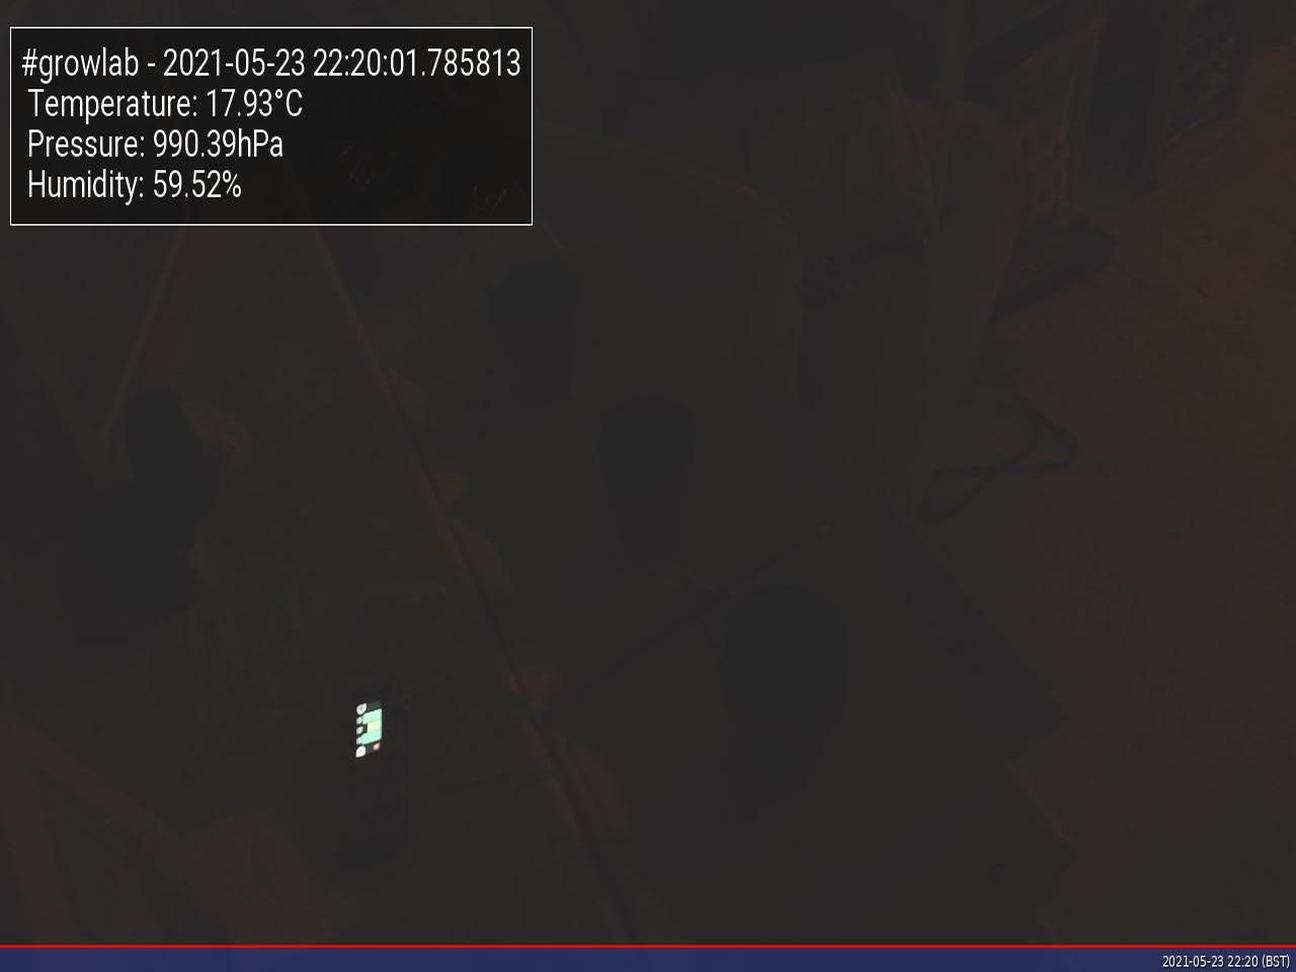 #growlab - 2021-05-23 22:20:01.785813
Temperature: 17.93°C
Pressure: 990.39hPa
Humidity: 59.52%
2021-05-23 22:20 (BST)